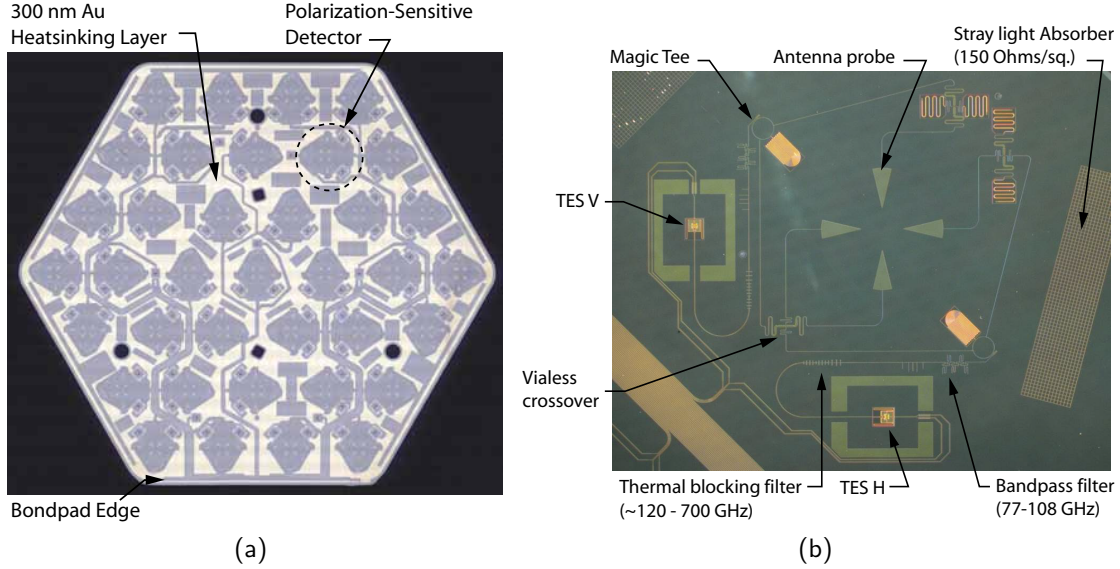 300 nm Au
Heatsinking Layer
Polarization-Sensitive
Detector
Bondpad Edge
(a)
Magic Tee
Antenna probe
Stray light Absorber
(150 Ohms/sq.)
TES V
Vialess
crossover
Thermal blocking filter
(~120 - 700 GHz)
TES H
Bandpass filter
(77-108 GHz)
(b)